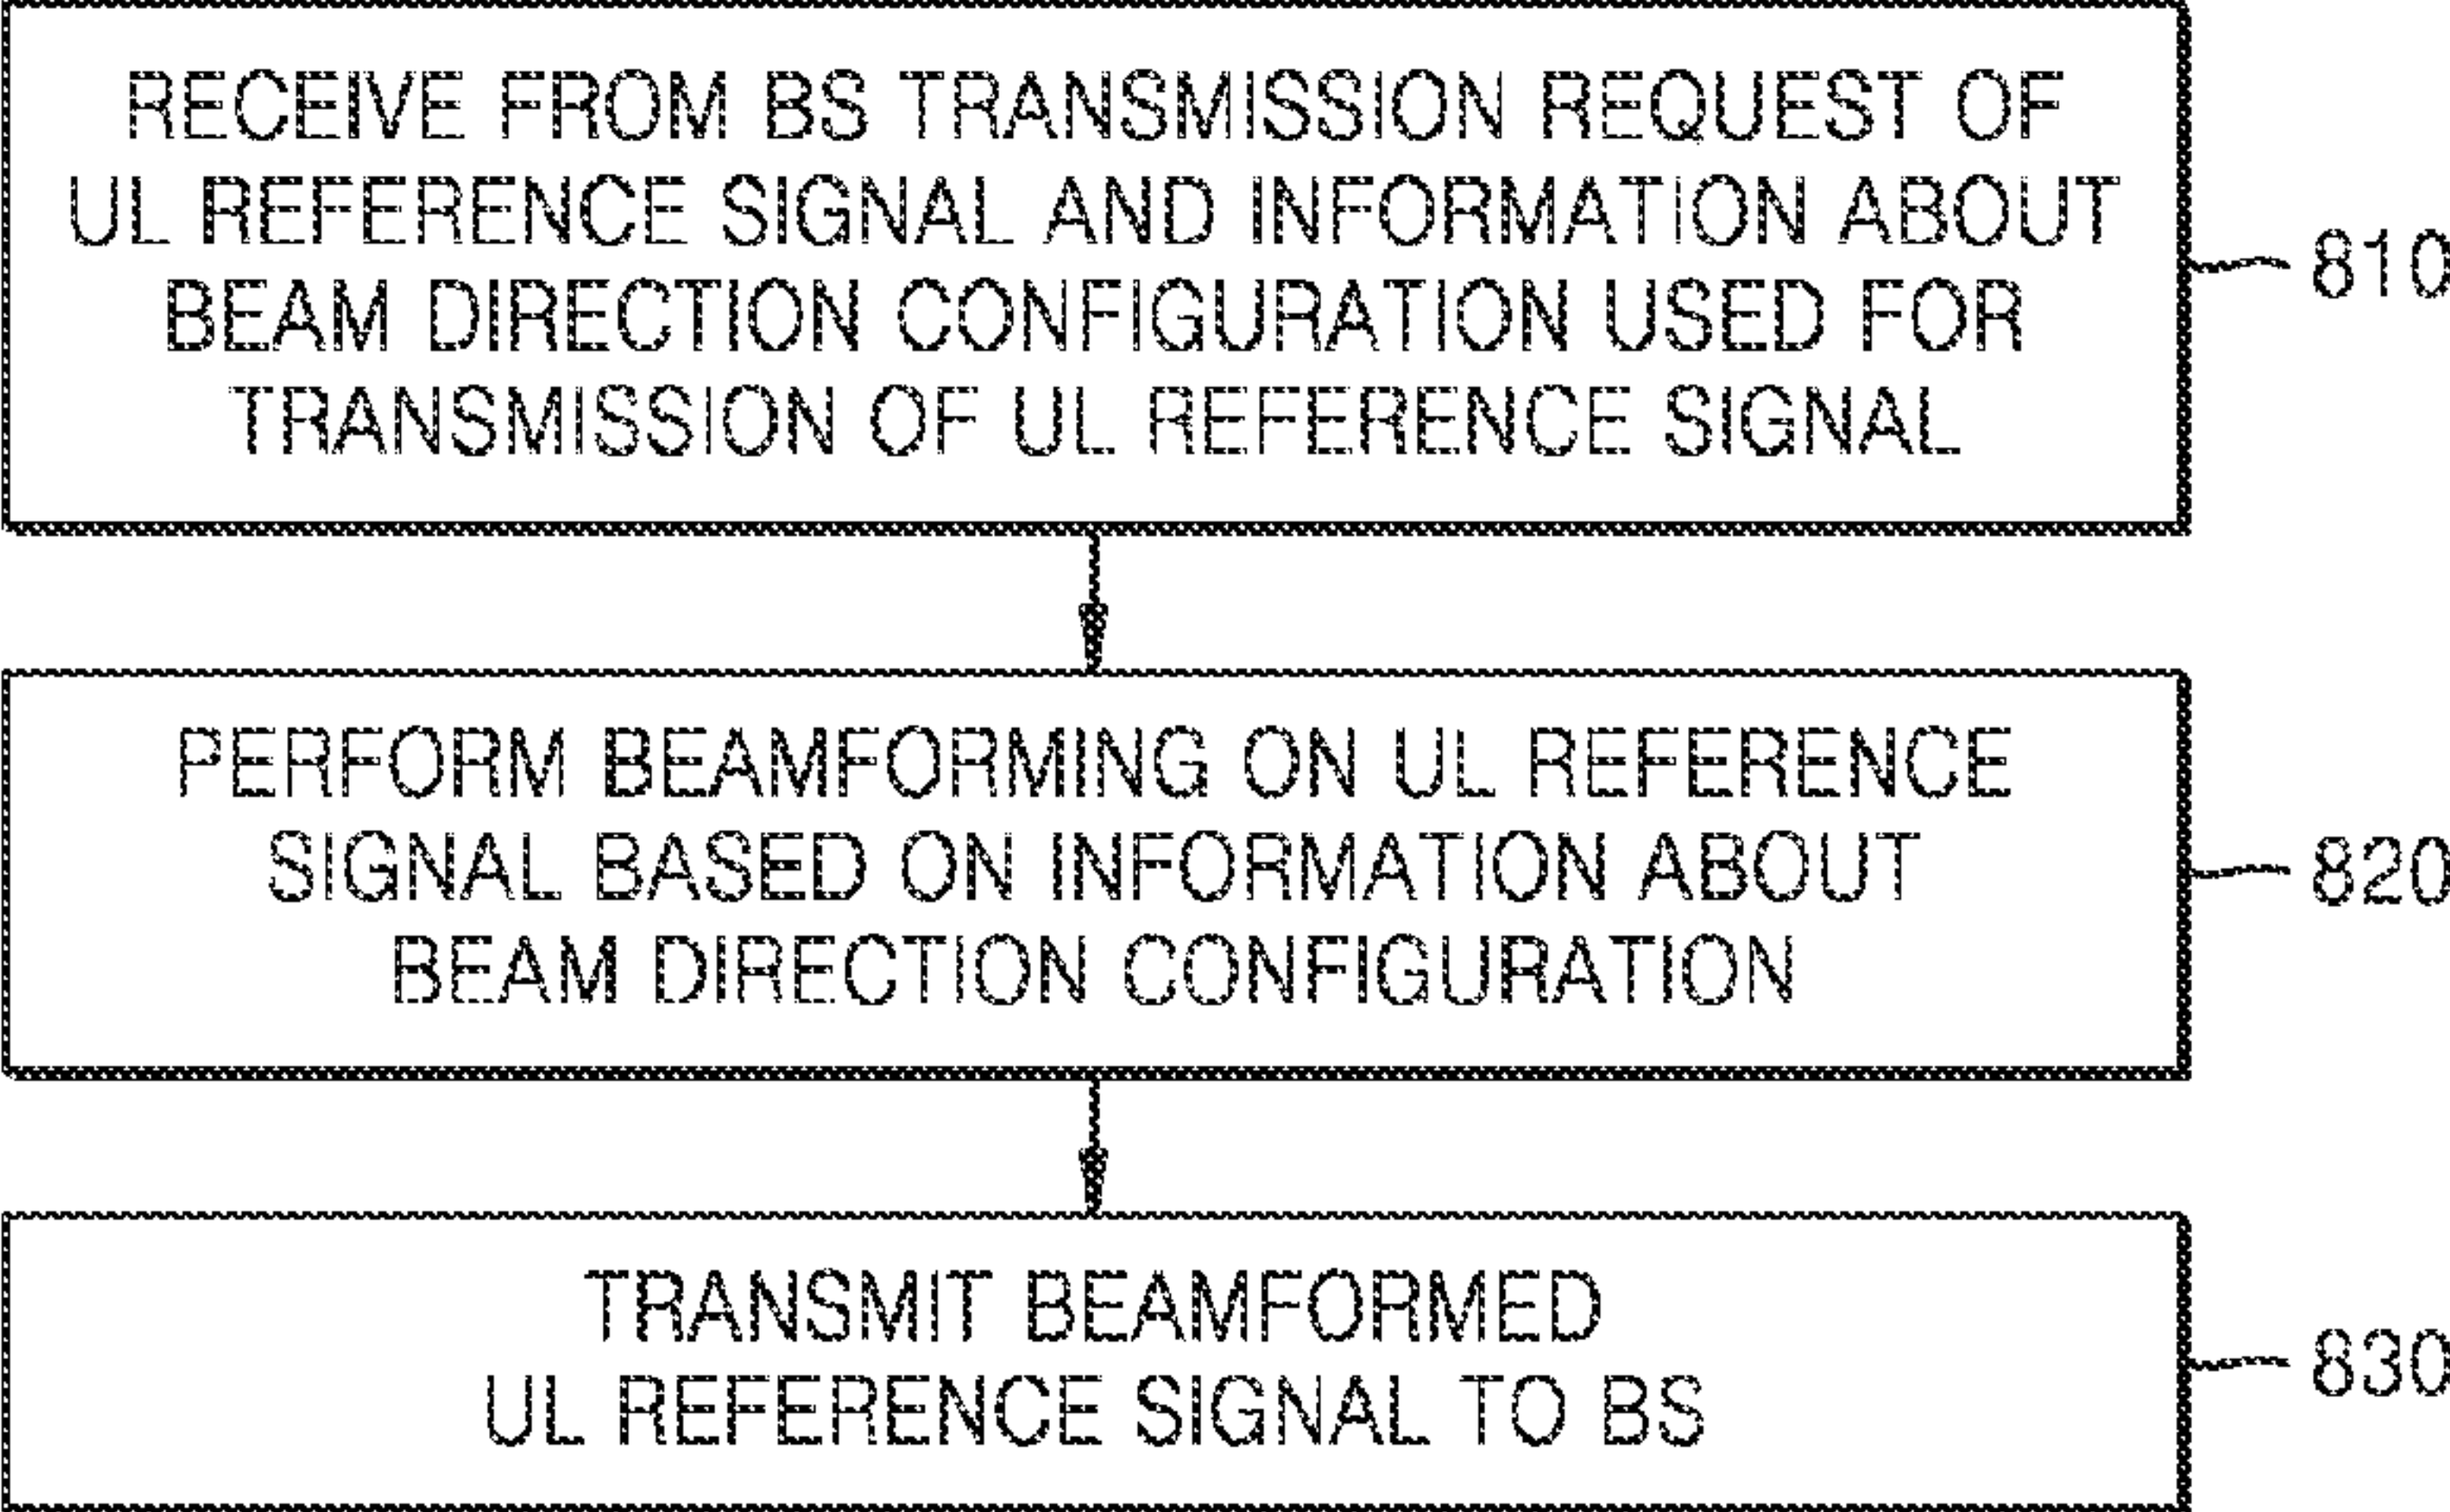 RECEIVE FROM BS TRANSMISSION REQUEST OF
UL REFERENCE SIGNAL AND INFORMATION ABOUT
BEAM DIRECTION CONFIGURATION USED FOR
TRANSMISSION OF UL REFERENCE SIGNAL
810
PERFORM BEAMFORMING ON UL REFERENCE
SIGNAL BASED ON INFORMATION ABOUT
BEAM DIRECTION CONFIGURATION
820
TRANSMIT BEAMFORMED
UL REFERENCE SIGNAL TO BS
830